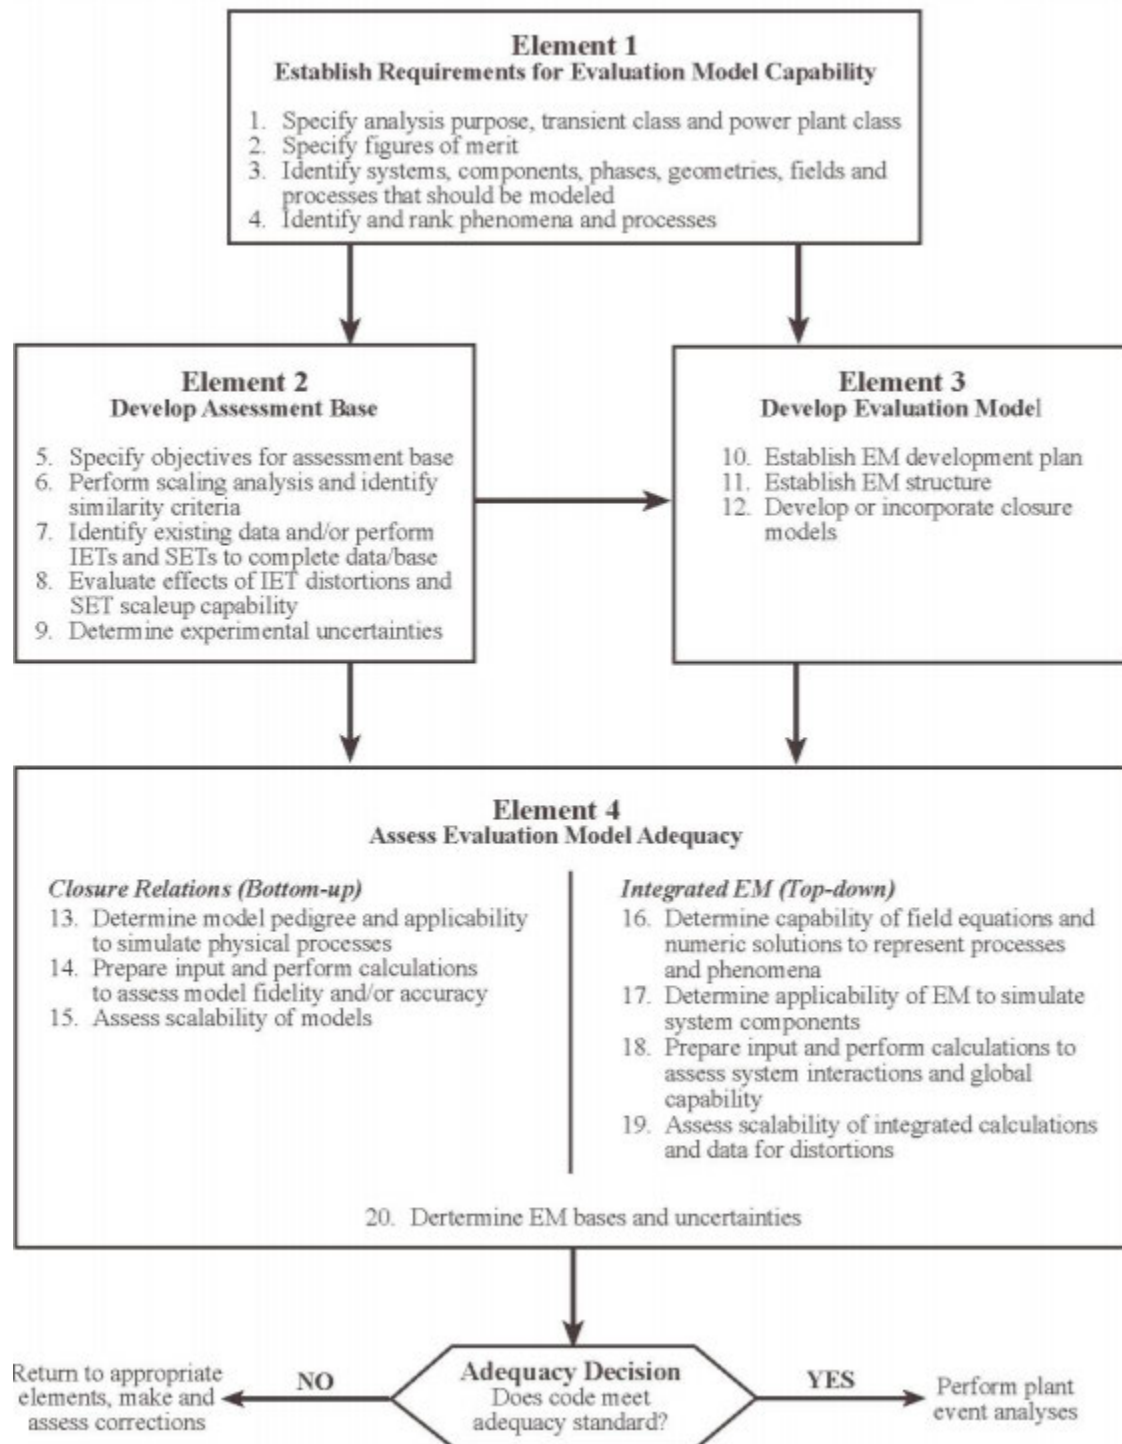 Element 1
Establish Requirements for Evaluation Model Capability
1. Specify analysis purpose, transient class and power plant class
2. Specify figures of merit
3. Identify systems, components, phases, geometries, fields and
processes that should be modeled
4. Identify and rank phenomena and processes
Element 2
Develop Assessment Base
5. Specify objectives for assessment base
6. Perform scaling analysis and identify
similarity criteria
7. Identify existing data and/or perform
IETs and SETs to complete data/base
8. Evaluate effects of IET distortions and
SET scaleup capability
9. Determine experimental uncertainties
Element 3
Develop Evaluation Model
10. Establish EM development plan
11. Establish EM structure
12. Develop or incorporate closure
models
Element 4
Assess Evaluation Model Adequacy
Closure Relations (Bottom-up)
13. Determine model pedigree and applicability
to simulate physical processes
14. Prepare input and perform calculations
to assess model fidelity and/or accuracy
15. Assess scalability of models
Integrated EM (Top-down)
16. Determine capability of field equations and
numeric solutions to represent processes
and phenomena
17. Determine applicability of EM to simulate
system components
18. Prepare input and perform calculations to
assess system interactions and global
capability
19. Assess scalability of integrated calculations
and data for distortions
20. Dertermine EM bases and uncertainties
Adequacy Decision
Does code meet
adequacy standard?
NO
Return to appropriate
elements, make and
assess corrections
YES
Perform plant
event analyses